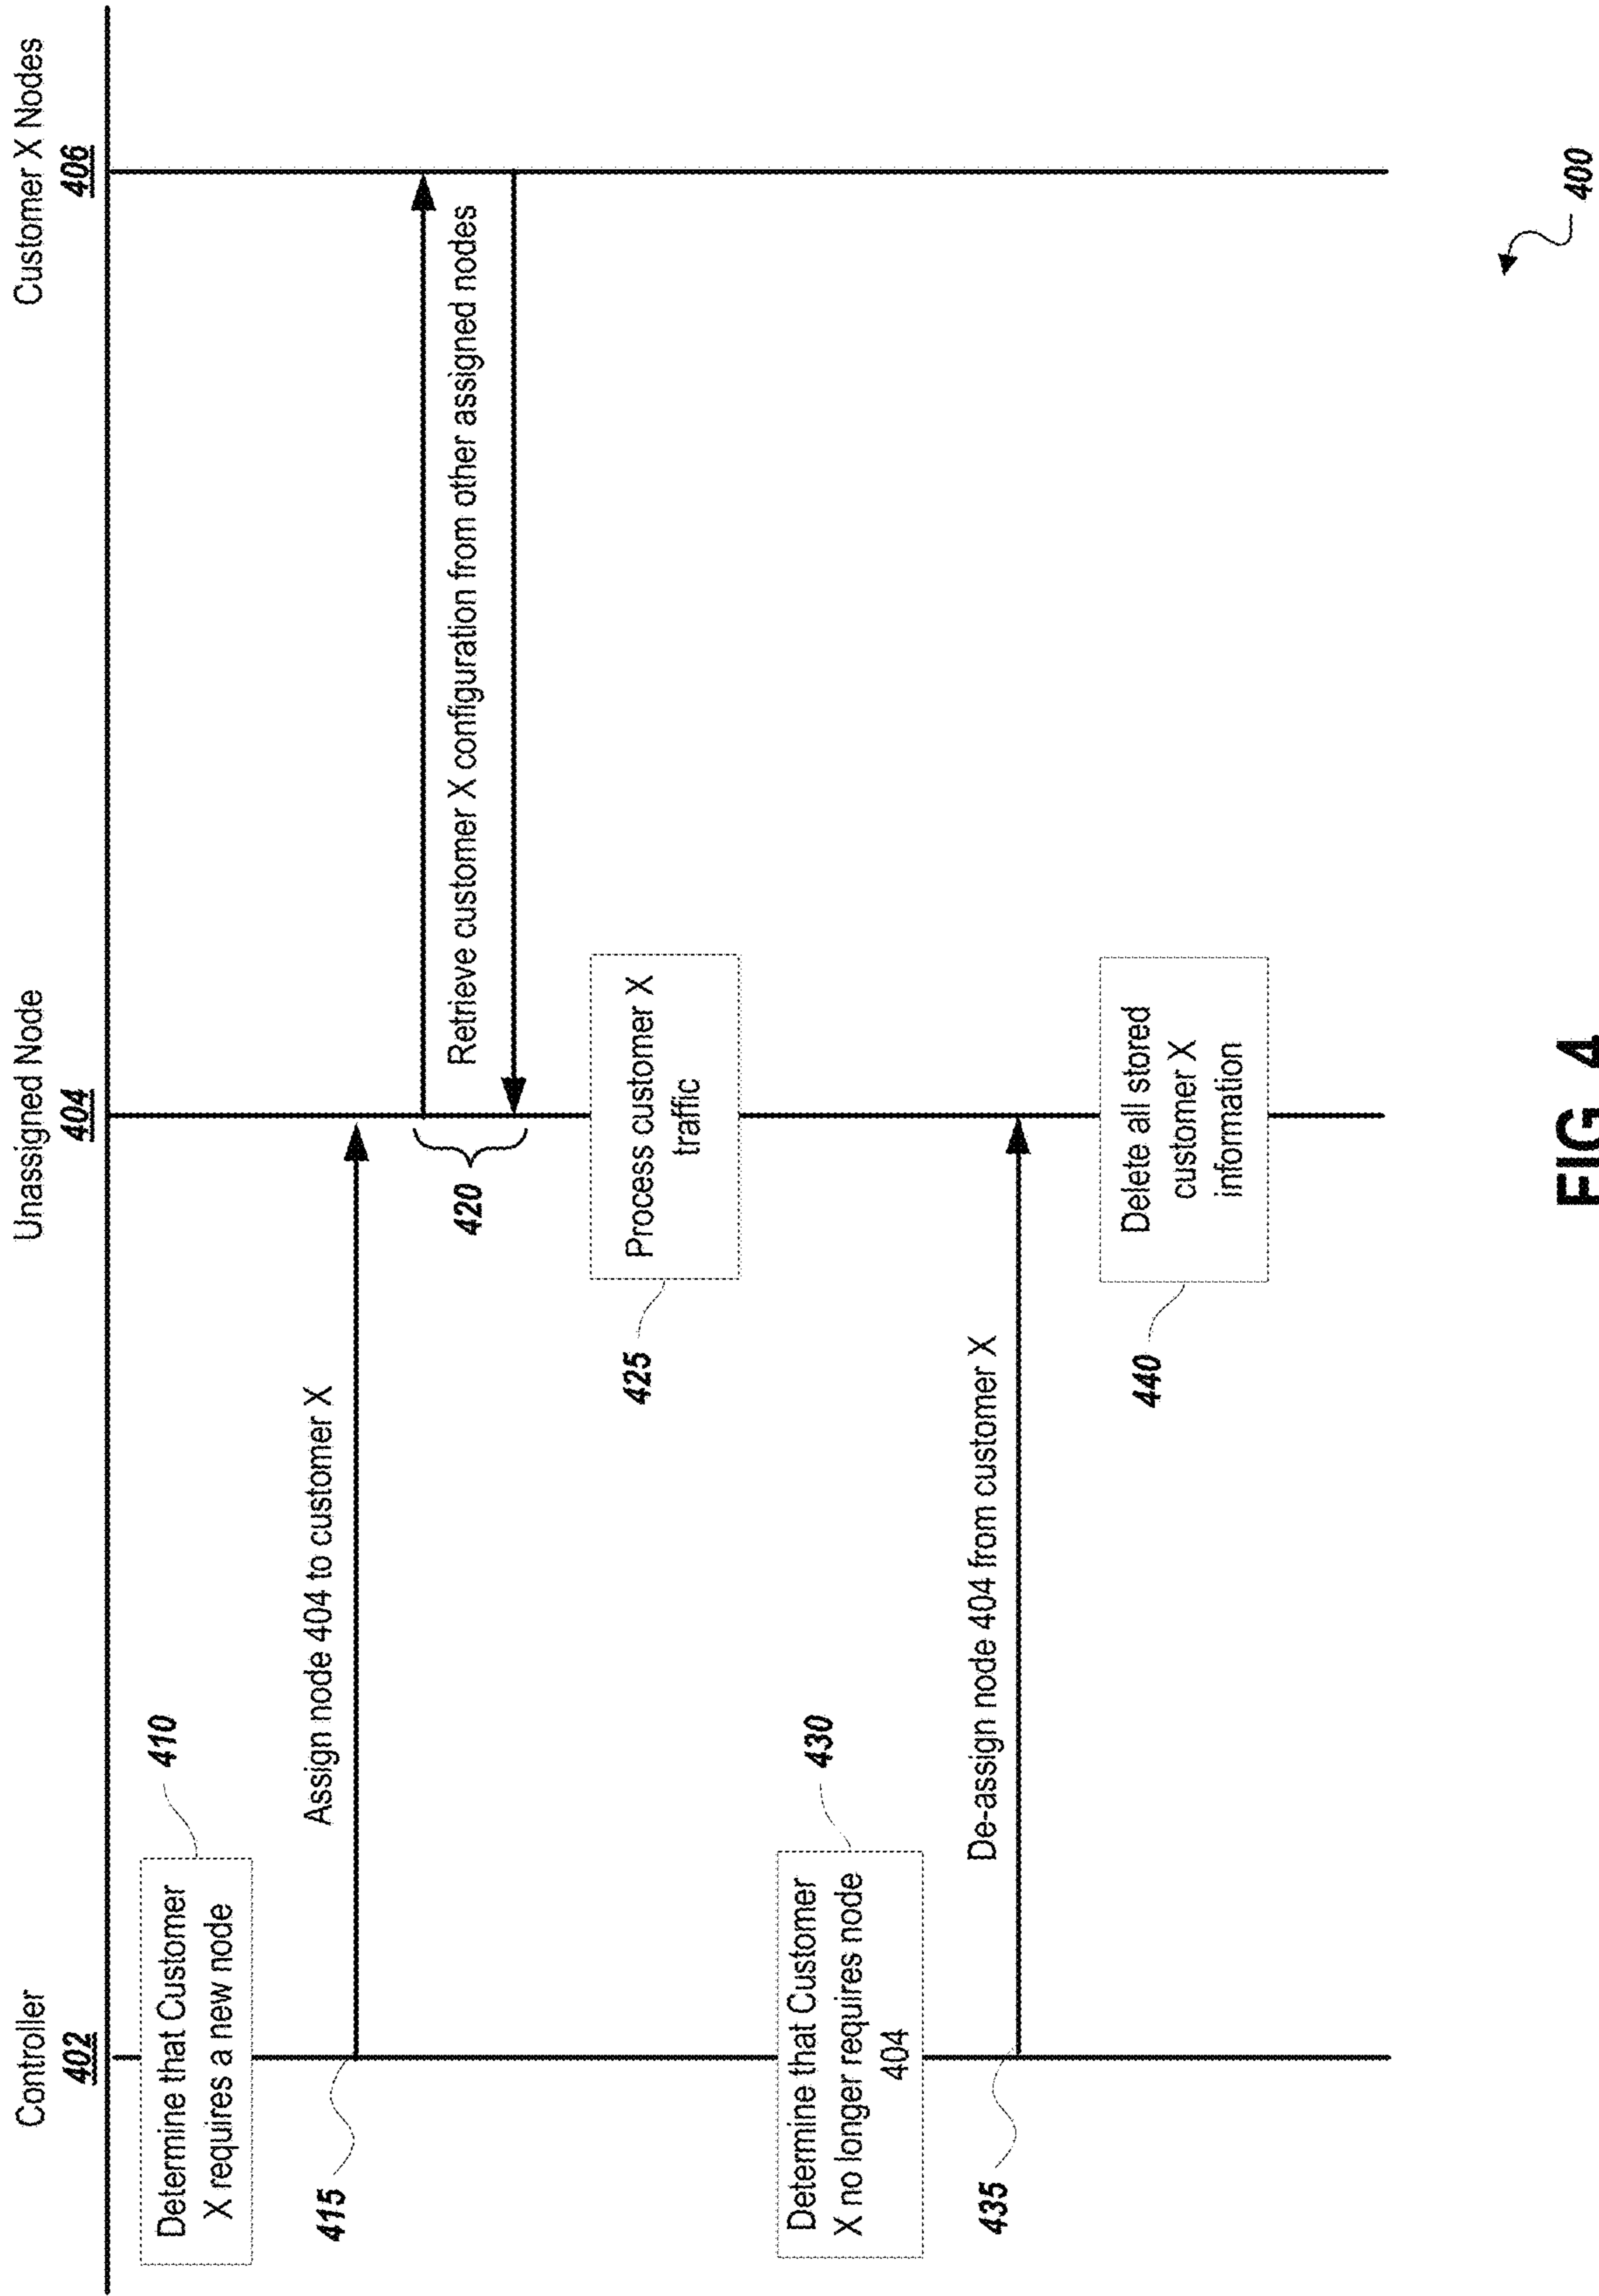 Controller
402
Unassigned Node
404
Customer X Nodes
406
Determine that Customer
X requires a new node
410
Assign node 404 to customer X
415
Retrieve customer X configuration from other assigned nodes
420
Process customer X
traffic
425
Determine that Customer
X no longer requires node
404
430
De-assign node 404 from customer X
435
Delete all stored
customer X
information
440
400
FIG. 4